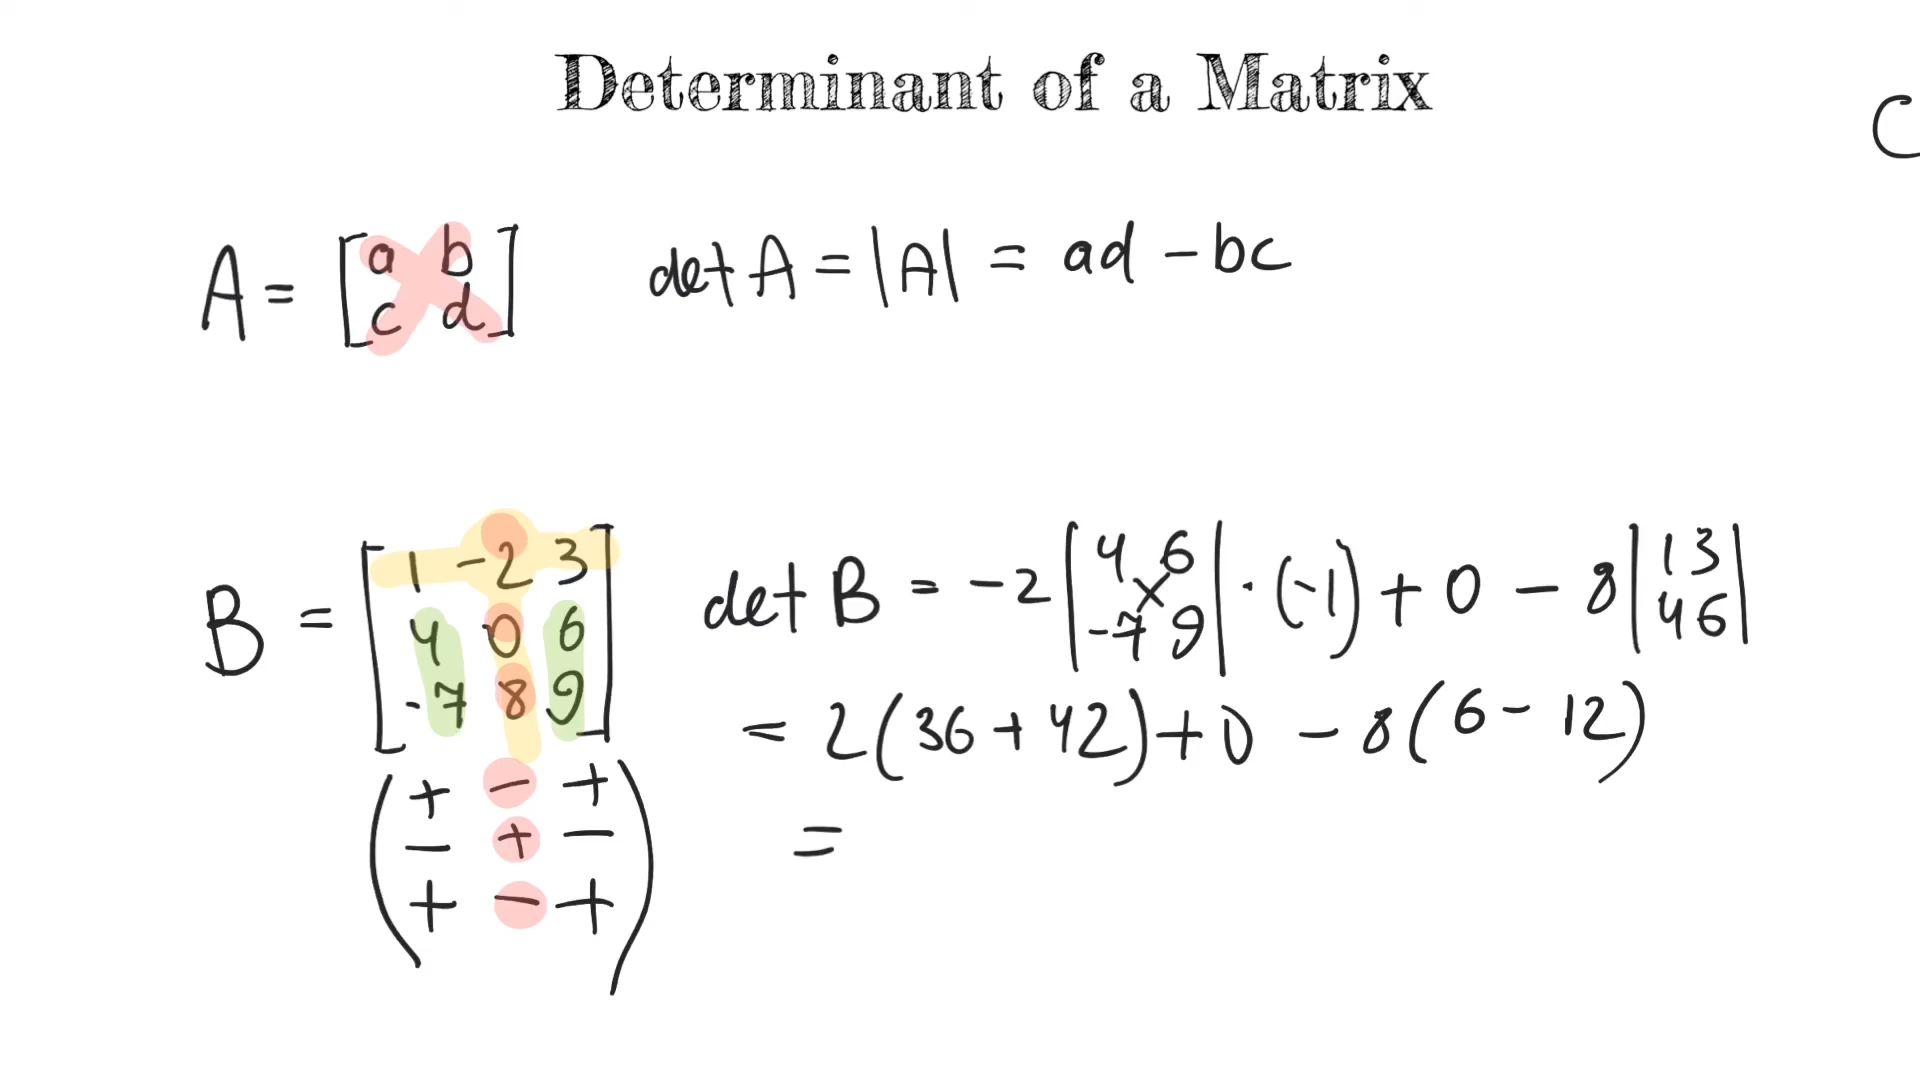 Determinant of a Matrix
C
A = [a b
c d] det A = |A| = ad - bc
B = [1 -2 3
4 0 6
-7 8 9] det B = -2 |4 6
-7 9| · (-1) + 0 - 8 |1 3
4 6|
= 2(36 + 42) + 0 - 8(6 - 12)
=
(+ - +
- + -
+ - +)